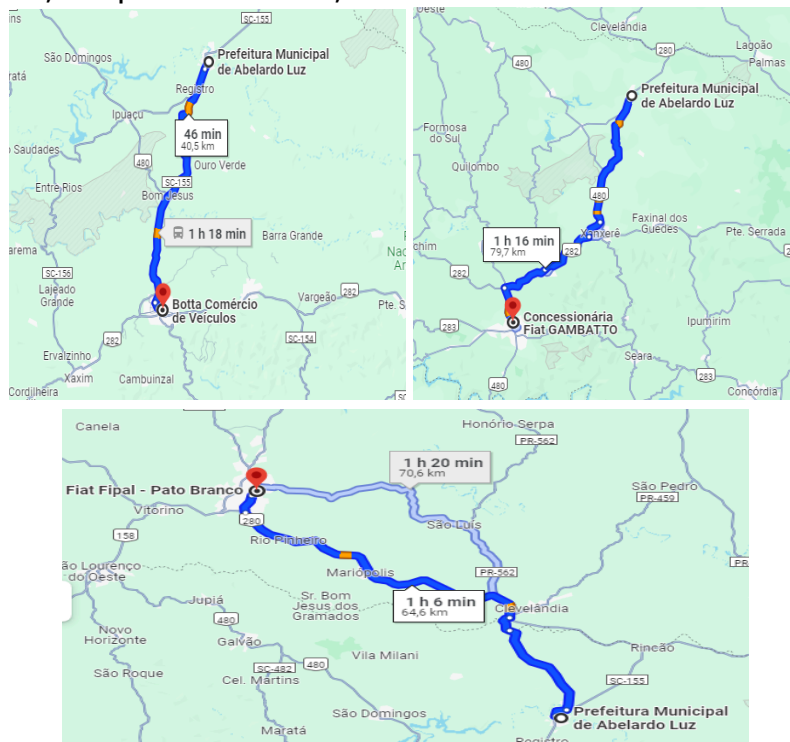 SC-155
Prefeitura Municipal
de Abelardo Luz
São Domingos
Registro
Ipuaçu
46 min
40,5 km
480
Ouro Verde
SC-155
Bom Jesus
Entre Rios
1 h 18 min
Barra Grande
SC-156
Lajeado
Grande
Botta Comércio
de Veículos
282
Vargeão
Pte. S
282
SC-154
Ervalzinho
Xaxim
Cambuinzal
Cordilheira
SC
Oeste
Clevelândia
280
Lagoão
Palmas
480
Prefeitura Municipal
de Abelardo Luz
Formosa
do Sul
Quilombo
480
Faxinal dos
Guedes
Xanxerê
Pte. Serrada
1 h 16 min
79,7 km
282
282
282
Concessionária
Fiat GAMBATTO
283
Ipumirim
Seara
283
480
Concórdia
Canela
Honório Serpa
PR-562
1 h 20 min
70,6 km
Fiat Fipal - Pato Branco
São Pedro
PR-459
Vitorino
280
São Luís
158
Rio Pinheiro
Mariópolis
PR-562
PR
ão Lourenço
do Oeste
1 h 6 min
64,6 km
Clevelândia
Jupiá
Sr. Bom
Jesus dos
Gramados
480
Novo
Horizonte
Galvão
Vila Milani
Rincão
SC-482
480
São Roque
Cel. Martins
SC-155
São Domingos
Prefeitura Municipal
de Abelardo Luz
Maratá
Registro